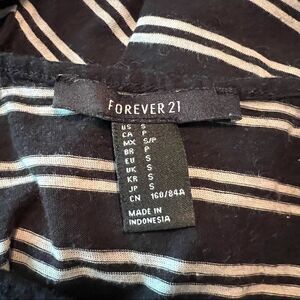 FOREVER 21
US S
CA P
MX S/P
BR P
EU S
UK S
KR S
JP S
CN 160/84A
MADE IN
INDONESIA